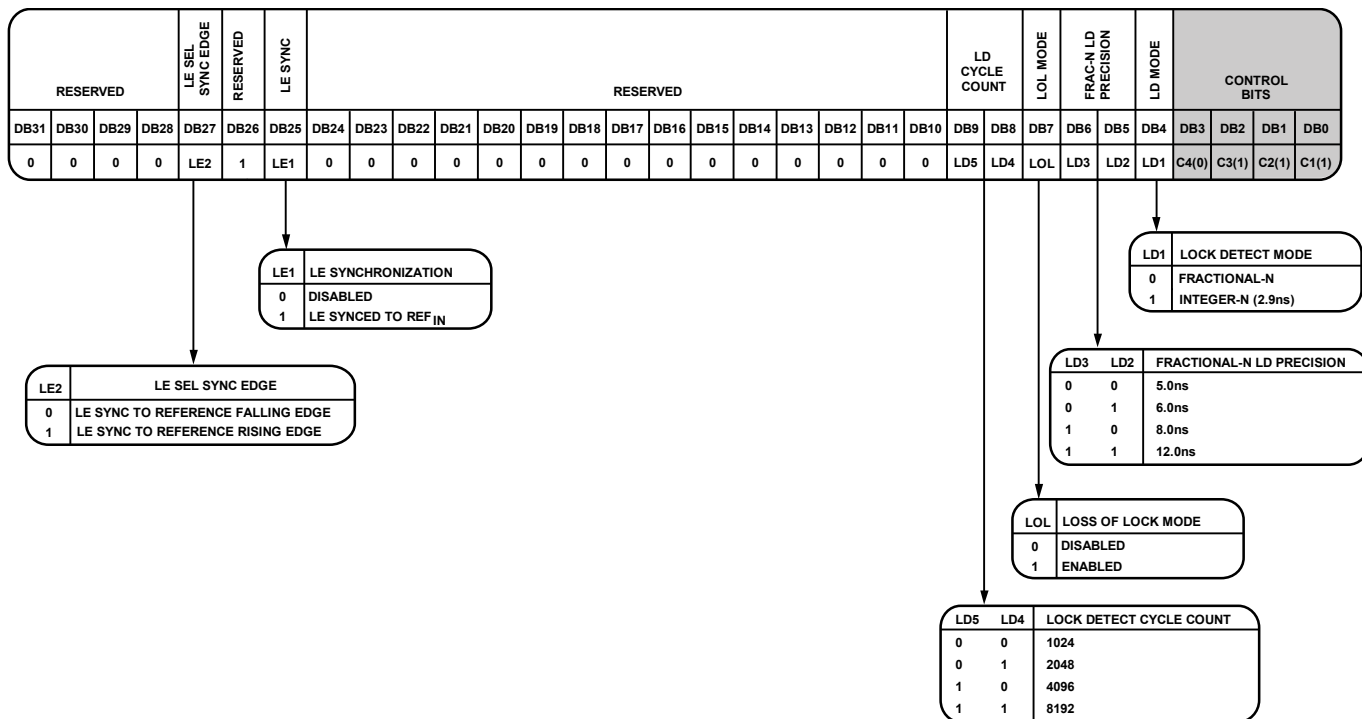 RESERVED LE SEL SYNC EDGE RESERVED LE SYNC RESERVED LD CYCLE COUNT LOL MODE FRAC-N LD PRECISION LD MODE CONTROL BITS
DB31 DB30 DB29 DB28 DB27 DB26 DB25 DB24 DB23 DB22 DB21 DB20 DB19 DB18 DB17 DB16 DB15 DB14 DB13 DB12 DB11 DB10 DB9 DB8 DB7 DB6 DB5 DB4 DB3 DB2 DB1 DB0
0 0 0 0 LE2 1 LE1 0 0 0 0 0 0 0 0 0 0 0 0 0 0 0 LD5 LD4 LOL LD3 LD2 LD1 C4(0) C3(1) C2(1) C1(1)
LE1 LE SYNCHRONIZATION
0 DISABLED
1 LE SYNCED TO REFIN
LE2 LE SEL SYNC EDGE
0 LE SYNC TO REFERENCE FALLING EDGE
1 LE SYNC TO REFERENCE RISING EDGE
LD1 LOCK DETECT MODE
0 FRACTIONAL-N
1 INTEGER-N (2.9ns)
LD3 LD2 FRACTIONAL-N LD PRECISION
0 0 5.0ns
0 1 6.0ns
1 0 8.0ns
1 1 12.0ns
LOL LOSS OF LOCK MODE
0 DISABLED
1 ENABLED
LD5 LD4 LOCK DETECT CYCLE COUNT
0 0 1024
0 1 2048
1 0 4096
1 1 8192